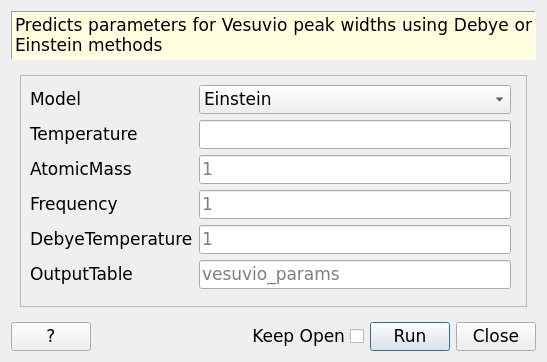 Predicts parameters for Vesuvio peak widths using Debye or
Einstein methods
Model Einstein
Temperature
AtomicMass 1
Frequency 1
DebyeTemperature 1
OutputTable vesuvio_params
? Keep Open Run Close